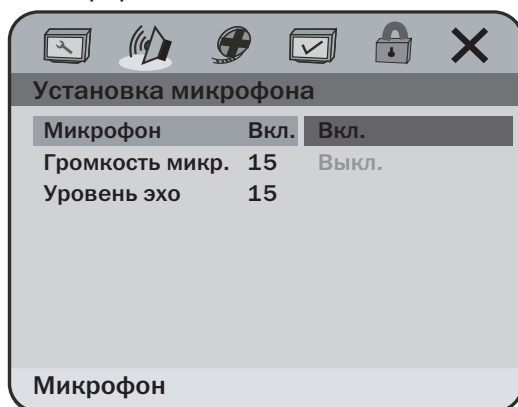 Установка микрофона
Микрофон Вкл. Вкл.
Громкость микр. 15 Выкл.
Уровень эхо 15
Микрофон